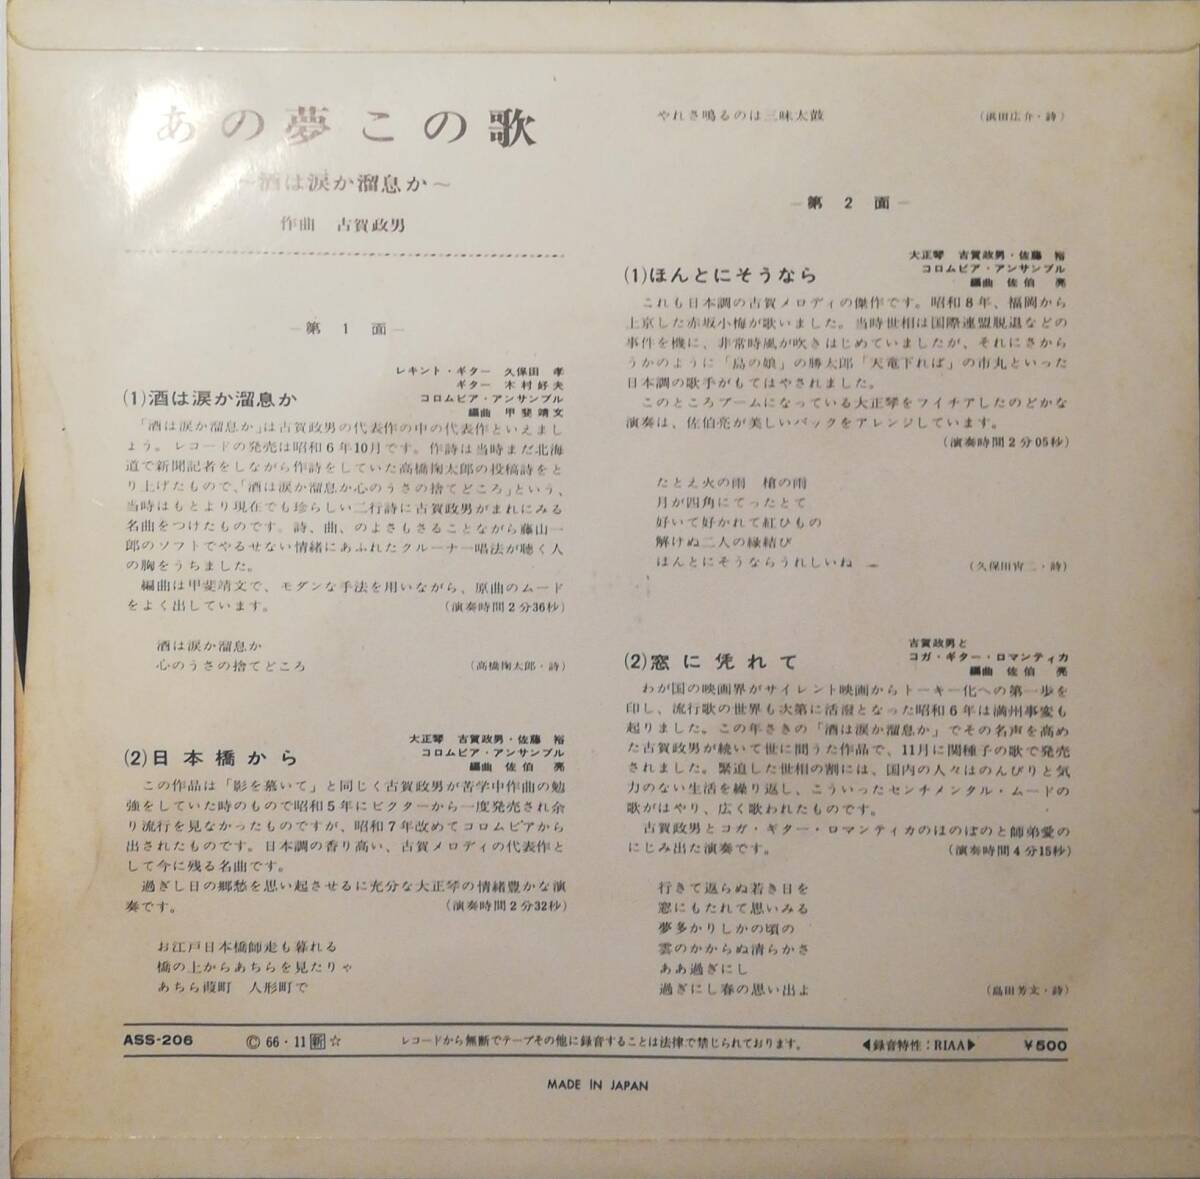 あの夢この歌
～酒は涙か溜息か～
作曲 古賀政男
―第 1 面―
レキント・ギター 久保田 孝
ギター 木村好夫
コロムビア・アンサンブル
編曲 甲斐靖文
(1)酒は涙か溜息か
「酒は涙か溜息か」は古賀政男の代表作の中の代表作といえまし
ょう。レコードの発売は昭和6年10月です。作詩は当時まだ北海
道で新聞記者をしながら作詩をしていた高橋掬太郎の投稿詩をと
り上げたもので、「酒は涙か溜息か心のうさの捨てどころ」という、
当時はもとより現在でも珍らしい二行詩に古賀政男がまれにみる
名曲をつけたものです。詩、曲、のよさもさることながら藤山一
郎のソフトでやるせない情緒にあふれたクルーナー唱法が聴く人
の胸をうちました。
編曲は甲斐靖文で、モダンな手法を用いながら、原曲のムード
をよく出しています。 (演奏時間2分36秒)
酒は涙か溜息か
心のうさの捨てどころ (高橋掬太郎・詩)
大正琴 古賀政男・佐藤 裕
コロムビア・アンサンブル
編曲 佐伯 亮
(2)日本橋から
この作品は「影を慕いて」と同じく古賀政男が苦学中作曲の勉
強をしていた時のもので昭和5年にビクターから一度発売され余
り流行を見なかったものですが、昭和7年改めてコロムビアから
出されたものです。日本調の香り高い、古賀メロディの代表作と
して今に残る名曲です。
過ぎし日の郷愁を思い起させるに充分な大正琴の情緒豊かな演
奏です。 (演奏時間2分32秒)
お江戸日本橋師走も暮れる
橋の上からあちらを見たりゃ
あちら葭町 人形町で
やれさ鳴るのは三味太鼓 (浜田広介・詩)
―第 2 面―
大正琴 古賀政男・佐藤 裕
コロムビア・アンサンブル
編曲 佐伯 亮
(1)ほんとにそうなら
これも日本調の古賀メロディの傑作です。昭和8年、福岡から
上京した赤坂小梅が歌いました。当時世相は国際連盟脱退などの
事件を機に、非常時風が吹きはじめていましたが、それにさから
うかのように「島の娘」の勝太郎「天竜下れば」の市丸といった
日本調の歌手がもてはやされました。
このところブームになっている大正琴をフイチアしたのどかな
演奏は、佐伯亮が美しいバックをアレンジしています。
(演奏時間2分05秒)
たとえ火の雨 槍の雨
月が四角にてったとて
好いて好かれて紅ひもの
解けぬ二人の縁結び
ほんとにそうならうれしいね (久保田宵二・詩)
古賀政男と
コガ・ギター・ロマンティカ
編曲 佐伯 亮
(2)窓に凭れて
わが国の映画界がサイレント映画からトーキー化への第一歩を
印し、流行歌の世界も次第に活潑となった昭和6年は満州事変も
起りました。この年さきの「酒は涙か溜息か」でその名声を高め
た古賀政男が続いて世に間うた作品で、11月に関種子の歌で発売
されました。緊迫した世相の割には、国内の人々はのんびりと気
力のない生活を繰り返し、こういったセンチメンタル・ムードの
歌がはやり、広く歌われたものです。
古賀政男とコガ・ギター・ロマンティカのほのぼのと師弟愛の
にじみ出た演奏です。 (演奏時間4分15秒)
行きて返らぬ若き日を
窓にもたれて思いみる
夢多かりしかの頃の
雲のかからぬ清らかさ
ああ過ぎにし
過ぎにし春の思い出よ (島田芳文・詩)
ASS-206 Ⓒ 66・11 新 ☆ レコードから無断でテープその他に録音することは法律で禁じられております。 ◀録音特性：RIAA▶ ¥500
MADE IN JAPAN